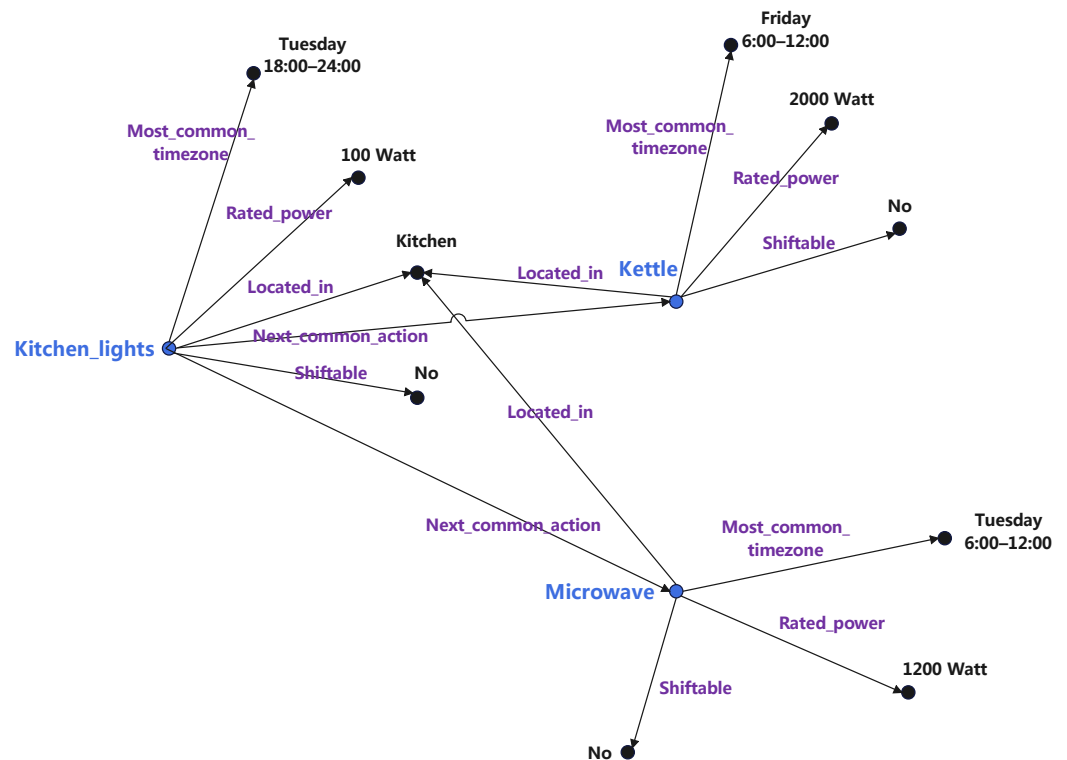 Friday
6:00–12:00
Tuesday
18:00–24:00
2000 Watt
Most_common_
timezone
Most_common_
timezone
100 Watt
Rated_power
No
Rated_power
Kitchen
Shiftable
Kettle
Located_in
Located_in
Next_common_action
Kitchen_lights
Shiftable
No
Located_in
Next_common_action
Most_common_
timezone
Tuesday
6:00–12:00
Microwave
Rated_power
1200 Watt
Shiftable
No